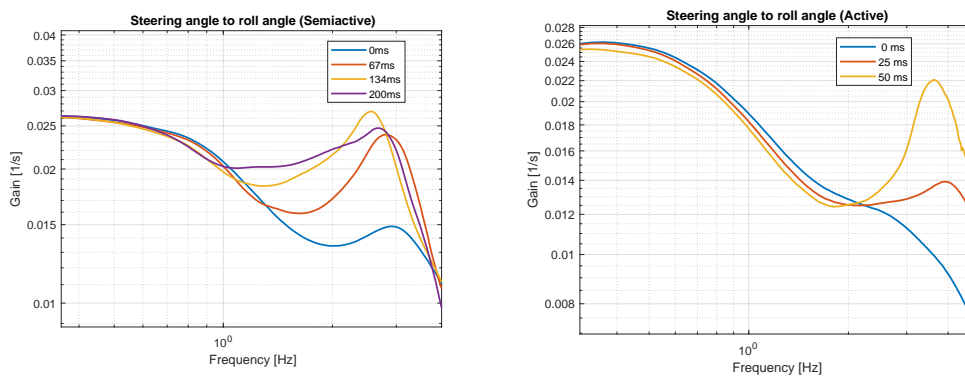 Steering angle to roll angle (Semiactive)
0.04
0.035
0.03
0.025
0.02
0.015
0.01
Gain [1/s]
0ms
67ms
134ms
200ms
10^0
Frequency [Hz]
Steering angle to roll angle (Active)
0.028
0.026
0.024
0.022
0.02
0.018
0.016
0.014
0.012
0.01
0.008
Gain [1/s]
0 ms
25 ms
50 ms
10^0
Frequency [Hz]